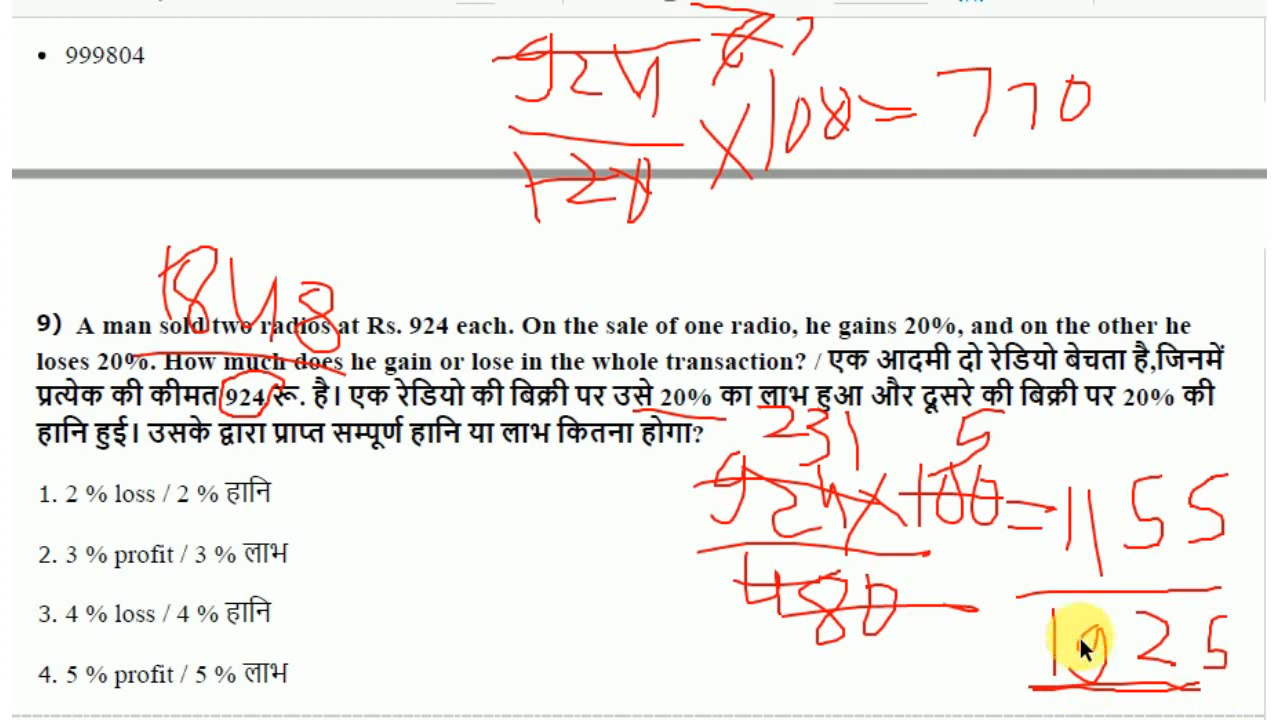 • 999804
77
924
120 × 100 = 770
1848
9) A man sold two radios at Rs. 924 each. On the sale of one radio, he gains 20%, and on the other he
loses 20%. How much does he gain or lose in the whole transaction? / एक आदमी दो रेडियो बेचता है,जिनमें
प्रत्येक की कीमत 924 रू. है। एक रेडियो की बिक्री पर उसे 20% का लाभ हुआ और दूसरे की बिक्री पर 20% की
हानि हुई। उसके द्वारा प्राप्त सम्पूर्ण हानि या लाभ कितना होगा?
231 5
924 × 100 = 1155
80
1925
1. 2 % loss / 2 % हानि
2. 3 % profit / 3 % लाभ
3. 4 % loss / 4 % हानि
4. 5 % profit / 5 % लाभ